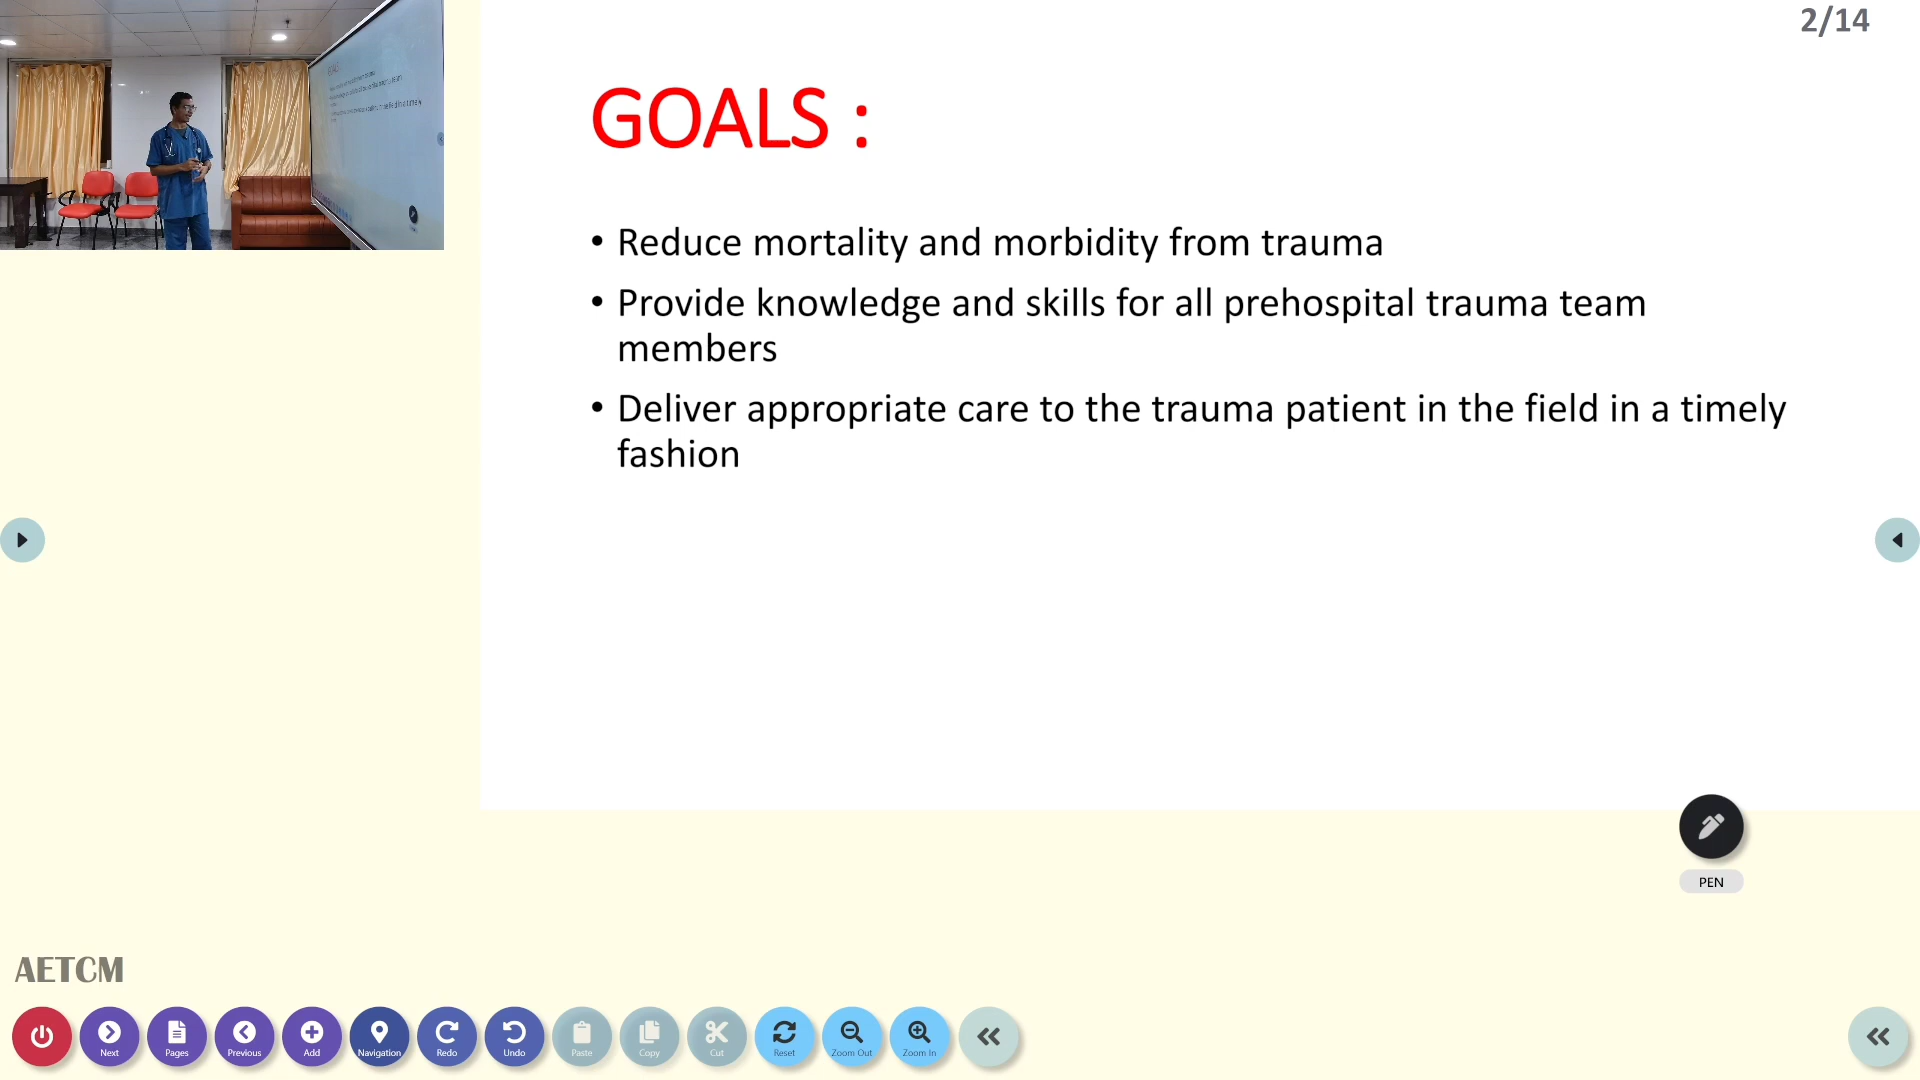 2/14
GOALS :
• Reduce mortality and morbidity from trauma
• Provide knowledge and skills for all prehospital trauma team
members
• Deliver appropriate care to the trauma patient in the field in a timely
fashion
PEN
AETCM
Next
Pages
Previous
Add
Navigation
Redo
Undo
Paste
Copy
Cut
Reset
Zoom Out
Zoom In